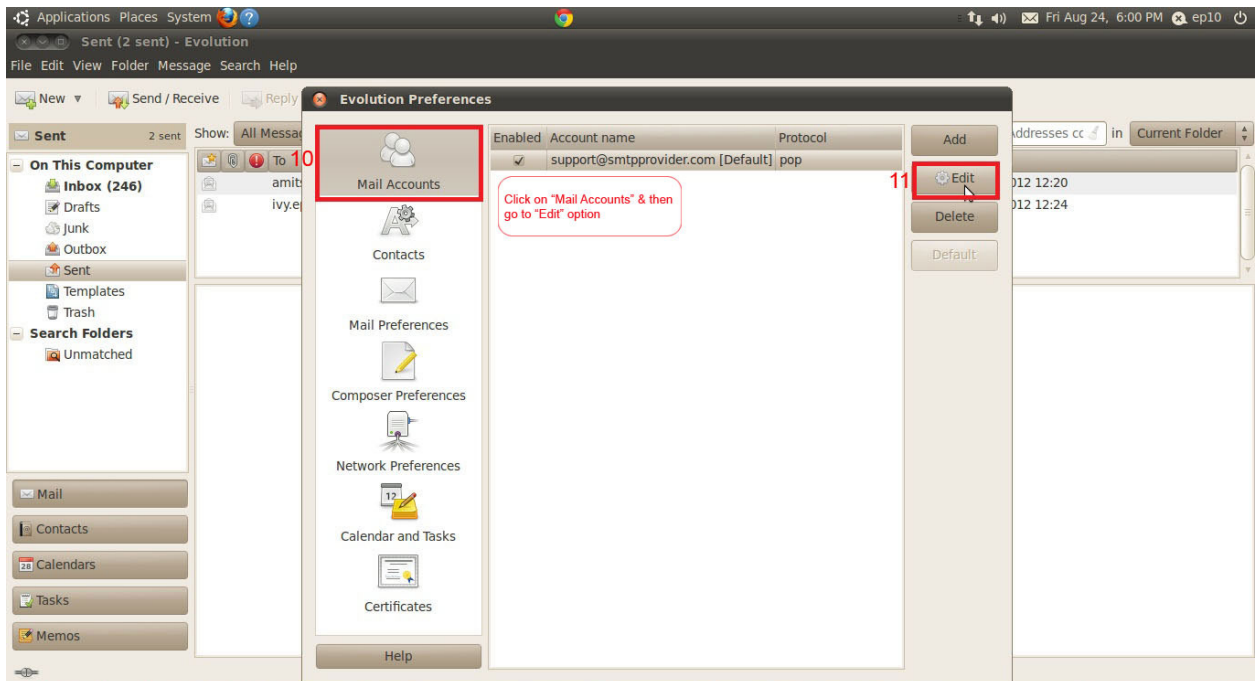 Applications Places System
Fri Aug 24, 6:00 PM ep10
Sent (2 sent) - Evolution
File Edit View Folder Message Search Help
New Send / Receive Reply
Evolution Preferences
Sent 2 sent
Show: All Messa
Addresses cc in Current Folder
On This Computer
Inbox (246)
Drafts
Junk
Outbox
Sent
Templates
Trash
Search Folders
Unmatched
To
amits
ivy.e
012 12:20
012 12:24
10
Mail Accounts
Contacts
Mail Preferences
Composer Preferences
Network Preferences
12
Calendar and Tasks
Certificates
Help
Enabled Account name Protocol
support@smtpprovider.com [Default] pop
Click on “Mail Accounts” & then
go to “Edit” option
Add
11
Edit
Delete
Default
Mail
Contacts
28 Calendars
Tasks
Memos